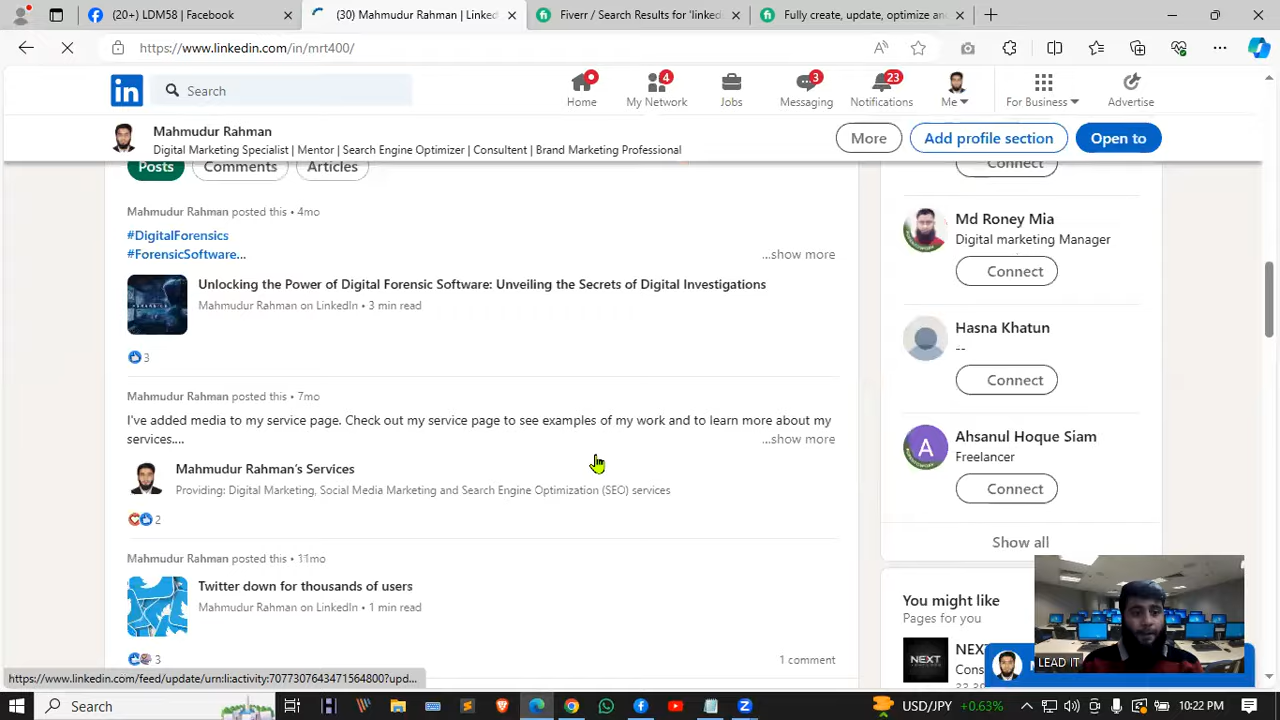 (20+) LDM58 | Facebook
(30) Mahmudur Rahman | Linked
Fiverr / Search Results for 'linkeds
Fully create, update, optimize an
https://www.linkedin.com/in/mrt400/
Search
Home
4
My Network
Jobs
3
Messaging
23
Notifications
Me
For Business
Advertise
Mahmudur Rahman
Digital Marketing Specialist | Mentor | Search Engine Optimizer | Consultent | Brand Marketing Professional
More
Add profile section
Open to
Posts
Comments
Articles
Mahmudur Rahman posted this • 4mo
#DigitalForensics
#ForensicSoftware...
...show more
Unlocking the Power of Digital Forensic Software: Unveiling the Secrets of Digital Investigations
Mahmudur Rahman on LinkedIn • 3 min read
3
Mahmudur Rahman posted this • 7mo
I've added media to my service page. Check out my service page to see examples of my work and to learn more about my
services....
...show more
Mahmudur Rahman's Services
Providing: Digital Marketing, Social Media Marketing and Search Engine Optimization (SEO) services
2
Mahmudur Rahman posted this • 11mo
Twitter down for thousands of users
Mahmudur Rahman on LinkedIn • 1 min read
3
1 comment
Connect
Md Roney Mia
Digital marketing Manager
Connect
Hasna Khatun
--
Connect
A
Ahsanul Hoque Siam
Freelancer
Connect
Show all
You might like
Pages for you
NEXT
NEX
Cons
LEAD IT
https://www.linkedin.com/feed/update/urn:li:activity:7077307643471564800?upd...
Search
USD/JPY +0.63%
10:22 PM